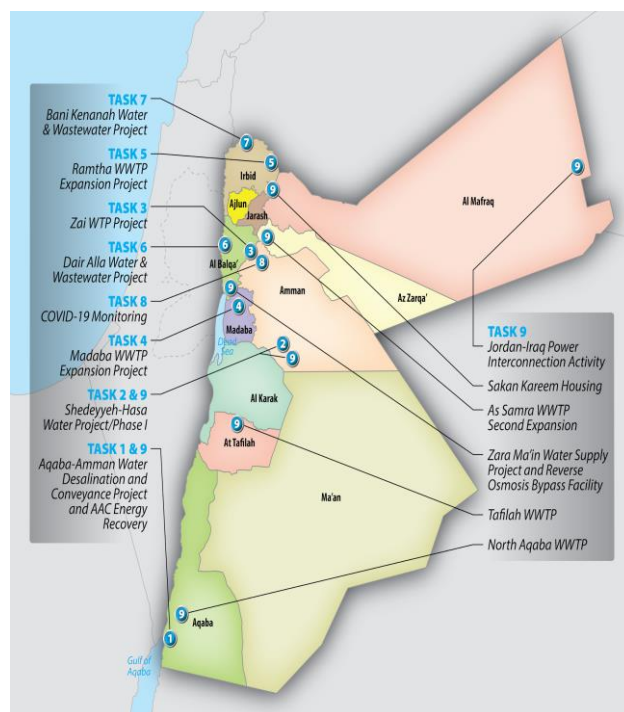 TASK 7
Bani Kenanah Water
& Wastewater Project
TASK 5
Ramtha WWTP
Expansion Project
TASK 3
Zai WTP Project
TASK 6
Dair Alla Water &
Wastewater Project
TASK 8
COVID-19 Monitoring
TASK 4
Madaba WWTP
Expansion Project
TASK 2 & 9
Shedeyyeh-Hasa
Water Project/Phase I
TASK 1 & 9
Aqaba-Amman Water
Desalination and
Conveyance Project
and AAC Energy
Recovery
7
5
Irbid
9
Ajlun
Jarash
9
Al Mafraq
6
3
9
8
Al Balqa'
Amman
Az Zarqa'
9
4
Madaba
Dead
Sea
2
9
Al Karak
9
At Tafilah
Ma'an
9
Aqaba
1
Gulf of
Aqaba
TASK 9
Jordan-Iraq Power
Interconnection Activity
Sakan Kareem Housing
As Samra WWTP
Second Expansion
Zara Ma'in Water Supply
Project and Reverse
Osmosis Bypass Facility
Tafilah WWTP
North Aqaba WWTP